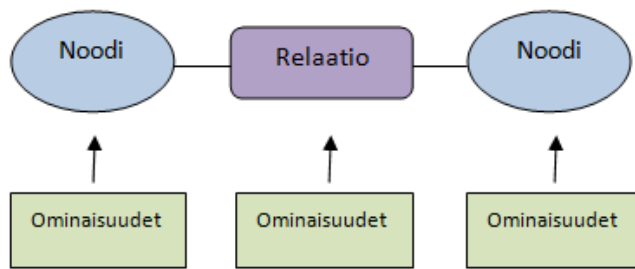 Noodi
Relaatio
Noodi
Ominaisuudet
Ominaisuudet
Ominaisuudet